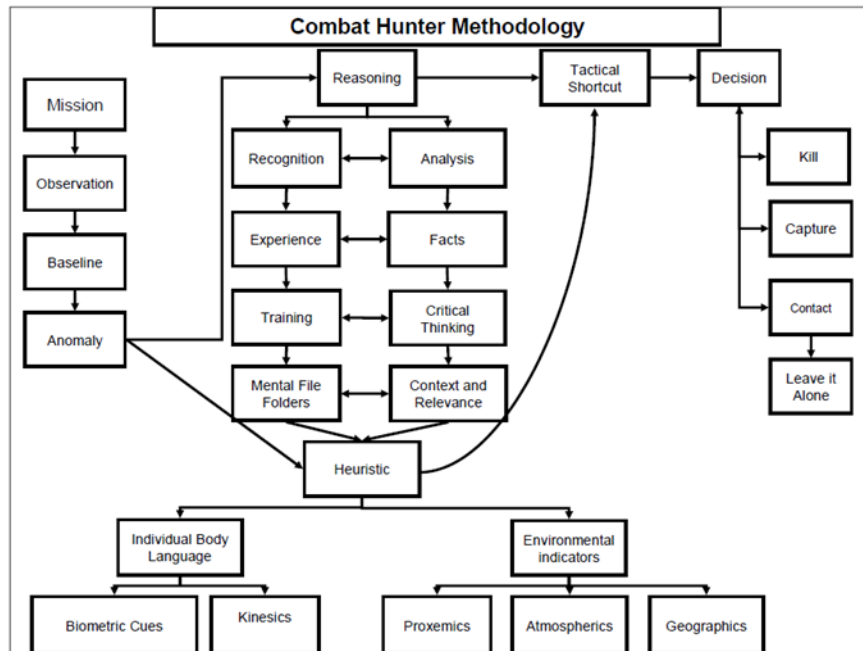 Combat Hunter Methodology
Mission
Observation
Baseline
Anomaly
Reasoning
Recognition
Analysis
Experience
Facts
Training
Critical
Thinking
Mental File
Folders
Context and
Relevance
Heuristic
Tactical
Shortcut
Decision
Kill
Capture
Contact
Leave it
Alone
Individual Body
Language
Biometric Cues
Kinesics
Environmental
indicators
Proxemics
Atmospherics
Geographics